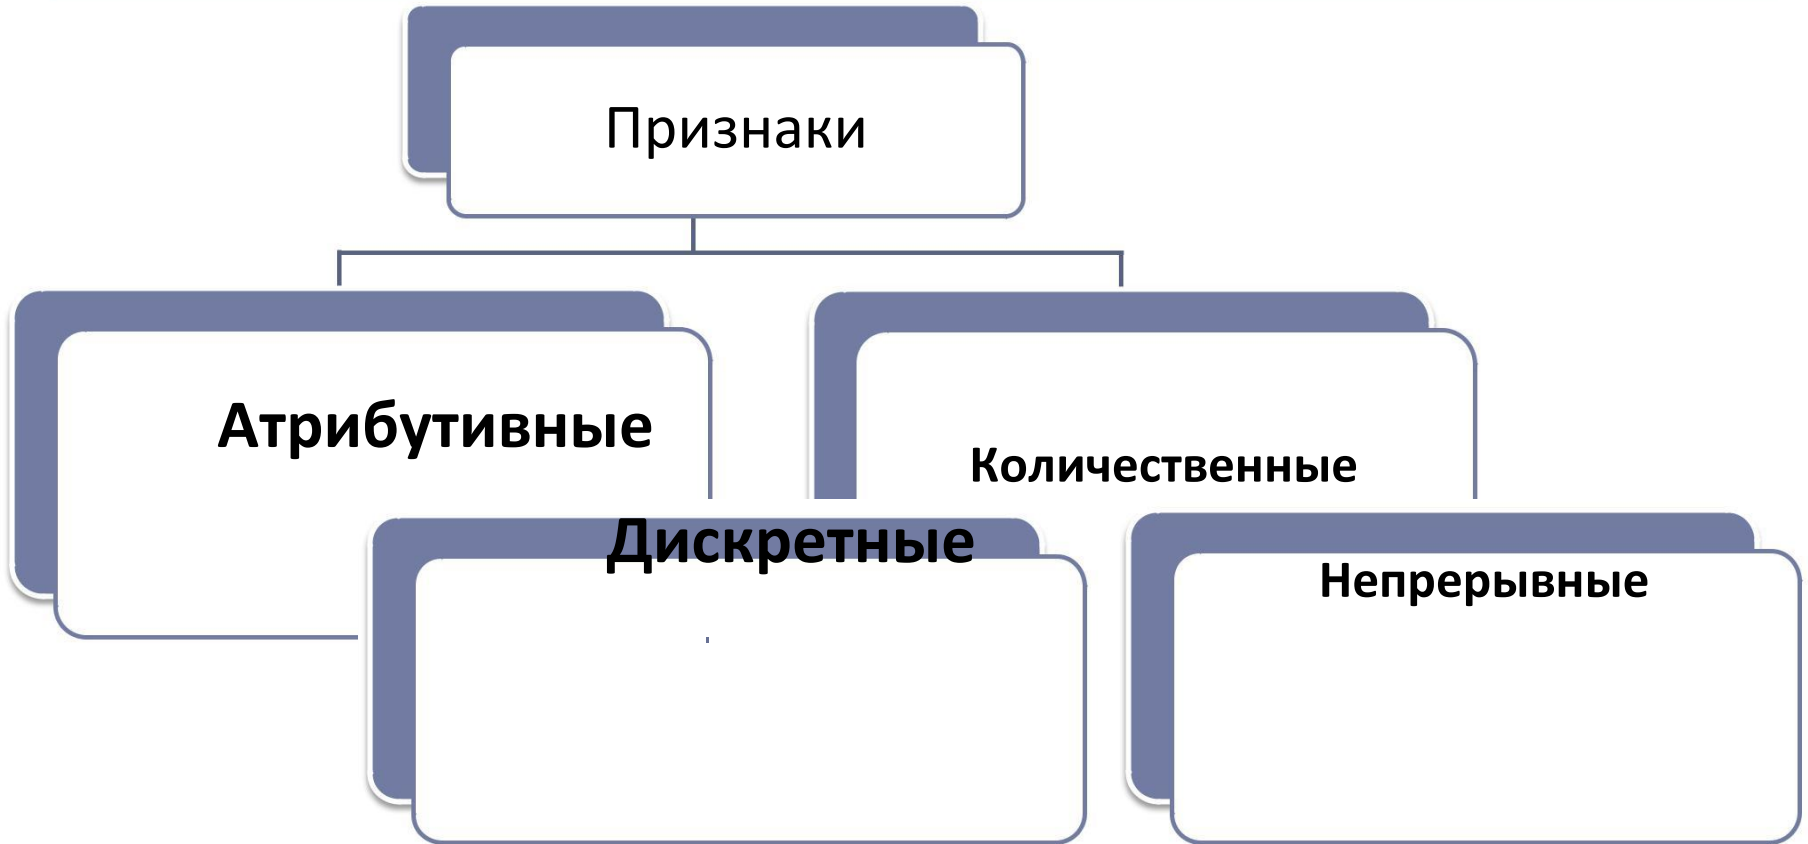 Признаки
Атрибутивные
Количественные
Дискретные
Непрерывные